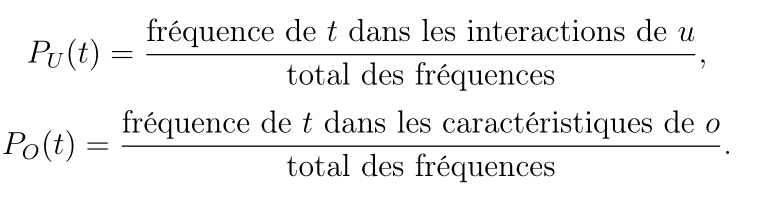 P_U(t) = fréquence de t dans les interactions de u / total des fréquences,
P_O(t) = fréquence de t dans les caractéristiques de o / total des fréquences.